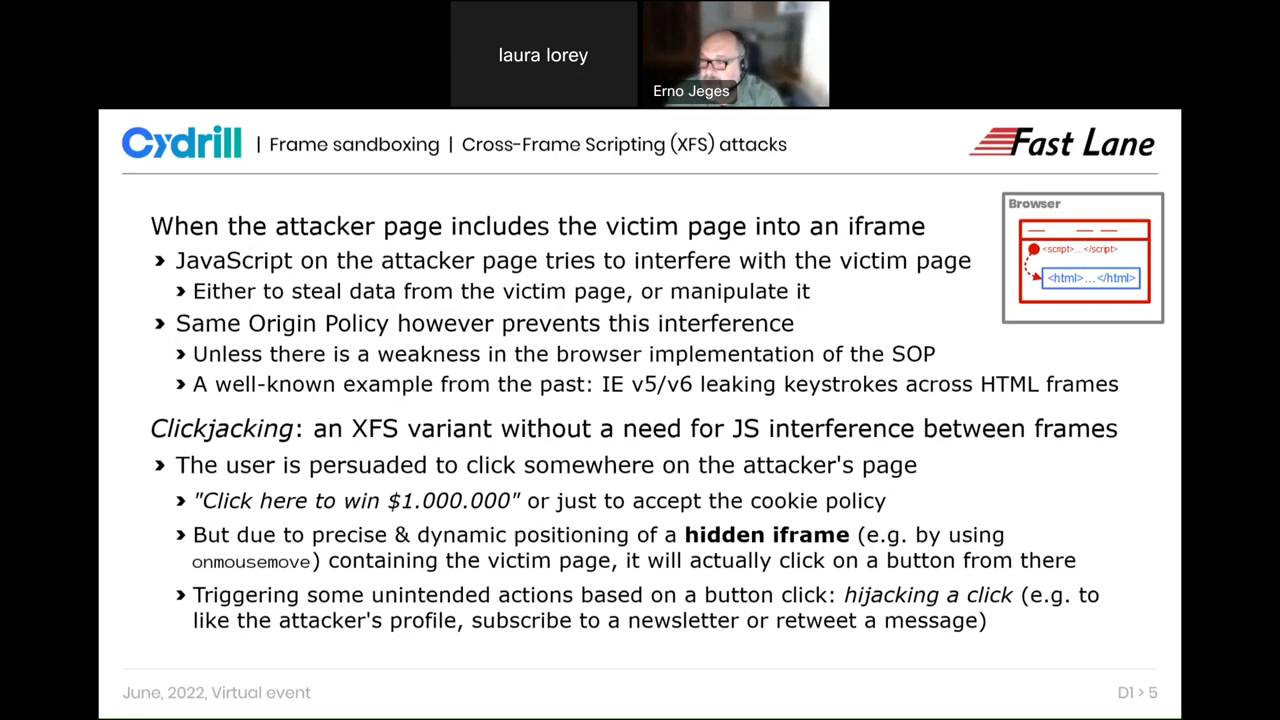 laura lorey
Erno Jeges
Cydrill | Frame sandboxing | Cross-Frame Scripting (XFS) attacks
Fast Lane
Browser
<script>...</script>
<html>...</html>
When the attacker page includes the victim page into an iframe
JavaScript on the attacker page tries to interfere with the victim page
Either to steal data from the victim page, or manipulate it
Same Origin Policy however prevents this interference
Unless there is a weakness in the browser implementation of the SOP
A well-known example from the past: IE v5/v6 leaking keystrokes across HTML frames
Clickjacking: an XFS variant without a need for JS interference between frames
The user is persuaded to click somewhere on the attacker's page
"Click here to win $1.000.000" or just to accept the cookie policy
But due to precise & dynamic positioning of a hidden iframe (e.g. by using
onmousemove) containing the victim page, it will actually click on a button from there
Triggering some unintended actions based on a button click: hijacking a click (e.g. to
like the attacker's profile, subscribe to a newsletter or retweet a message)
June, 2022, Virtual event
D1 > 5